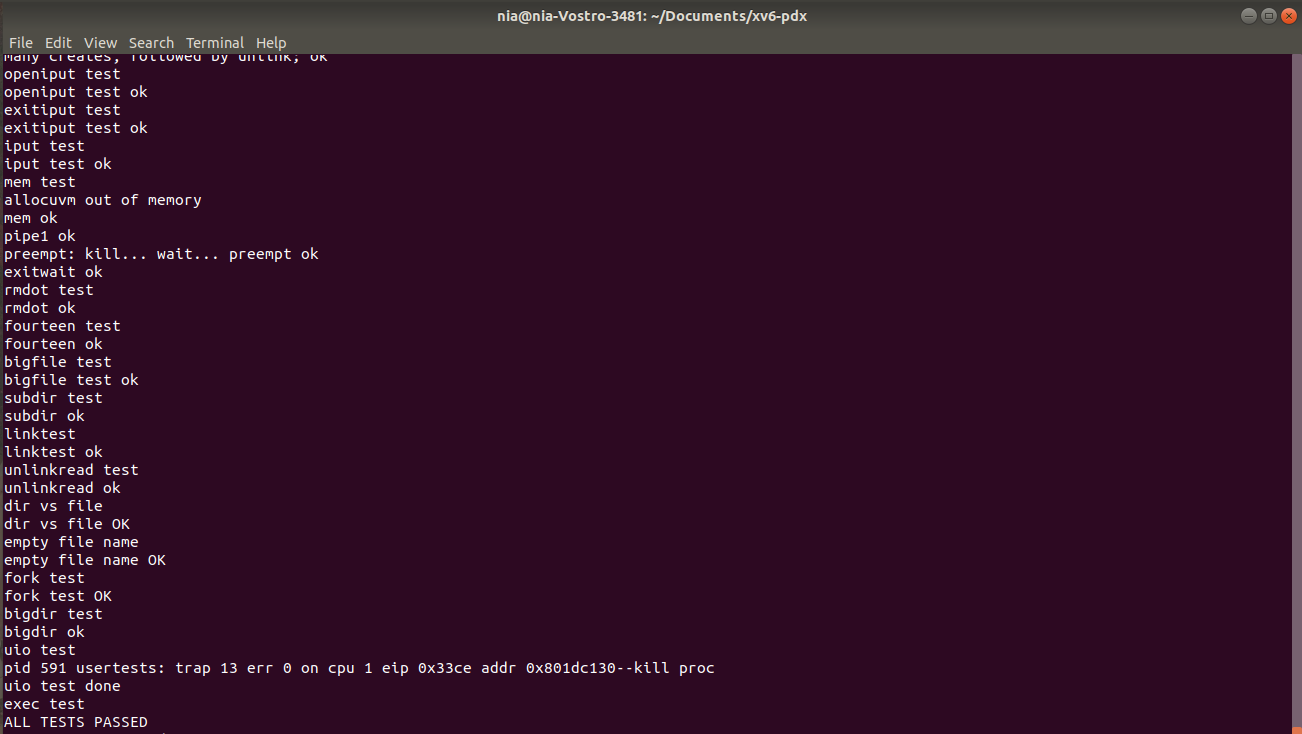 nia@nia-Vostro-3481: ~/Documents/xv6-pdx
File Edit View Search Terminal Help
many creates, followed by unlink; ok
openiput test
openiput test ok
exitiput test
exitiput test ok
iput test
iput test ok
mem test
allocuvm out of memory
mem ok
pipe1 ok
preempt: kill... wait... preempt ok
exitwait ok
rmdot test
rmdot ok
fourteen test
fourteen ok
bigfile test
bigfile test ok
subdir test
subdir ok
linktest
linktest ok
unlinkread test
unlinkread ok
dir vs file
dir vs file OK
empty file name
empty file name OK
fork test
fork test OK
bigdir test
bigdir ok
uio test
pid 591 usertests: trap 13 err 0 on cpu 1 eip 0x33ce addr 0x801dc130--kill proc
uio test done
exec test
ALL TESTS PASSED